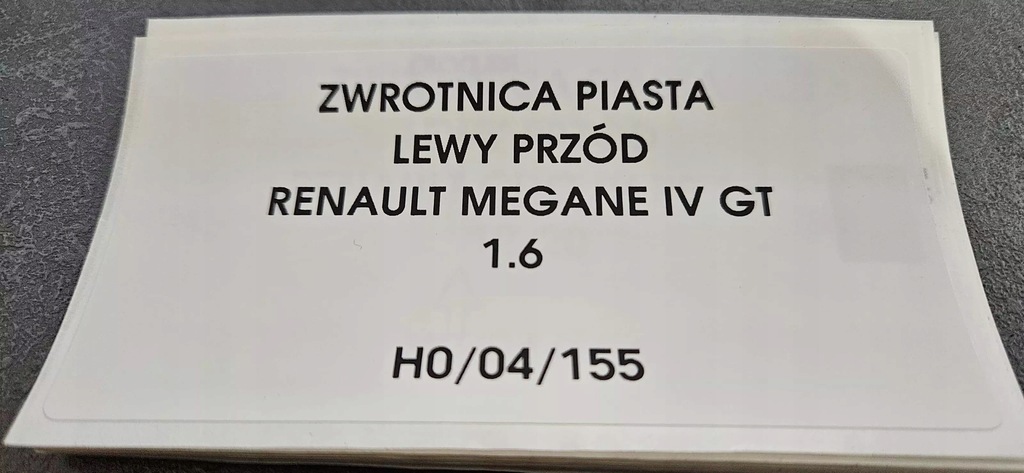 ZWROTNICA PIASTA
LEWY PRZÓD
RENAULT MEGANE IV GT
1.6
H0/04/155